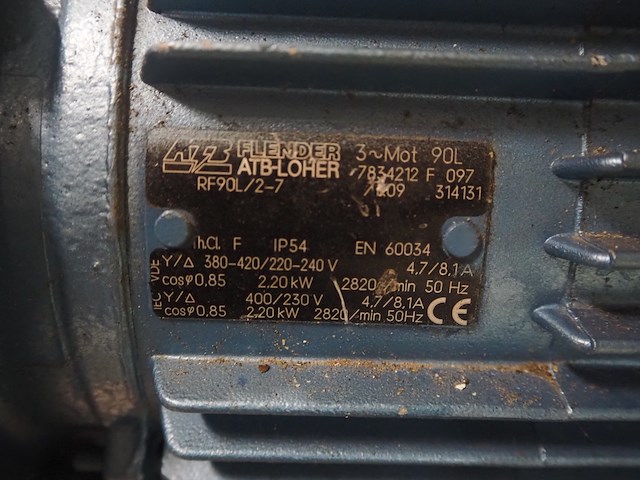 ATB FLENDER 3~Mot 90L
ATB-LOHER 7834212 F 097
RF90L/2-7 314131
Th.Cl. F IP54 EN 60034
VDE Y/Δ 380-420/220-240 V 4,7/8,1A
cosφ0,85 2,20 kW 2820/min 50 Hz
IEC Y/Δ 400/230 V 4,7/8,1A
cosφ0,85 2,20 kW 2820/min 50Hz CE